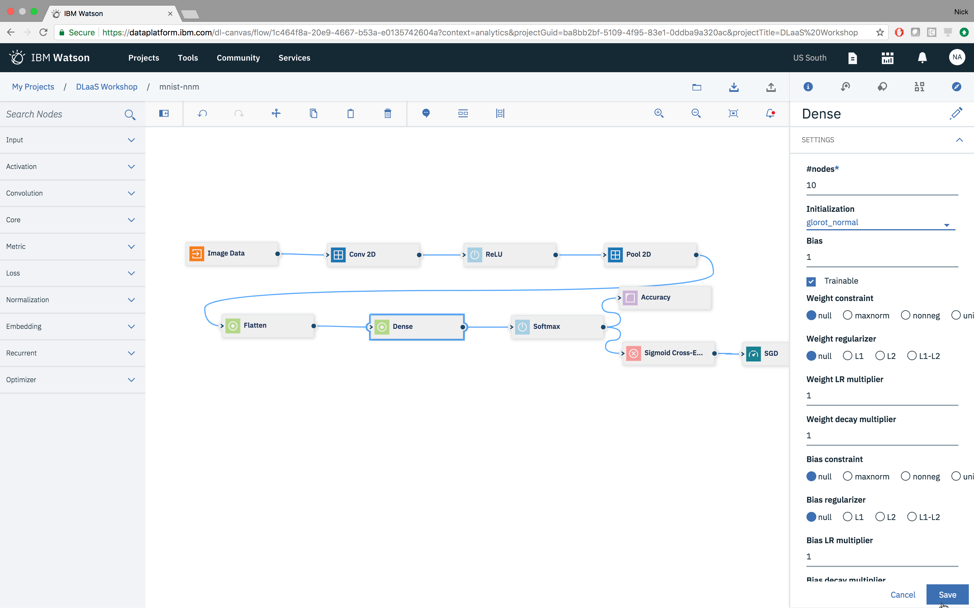 IBM Watson
Nick
Secure
https://dataplatform.ibm.com/dl-canvas/flow/1c464f8a-20e9-4667-b53a-e0135742604a?context=analytics&projectGuid=ba8bb2bf-5109-4f95-83e1-0ddba9a320ac&projectTitle=DLaaS%20Workshop
IBM Watson
Projects
Tools
Community
Services
US South
NA
My Projects / DLaaS Workshop / mnist-nnm
Search Nodes
Input
Activation
Convolution
Core
Metric
Loss
Normalization
Embedding
Recurrent
Optimizer
Image Data
Conv 2D
ReLU
Pool 2D
Accuracy
Flatten
Dense
Softmax
Sigmoid Cross-E...
SGD
Dense
SETTINGS
#nodes*
10
Initialization
glorot_normal
Bias
1
Trainable
Weight constraint
null maxnorm nonneg uni
Weight regularizer
null L1 L2 L1-L2
Weight LR multiplier
1
Weight decay multiplier
1
Bias constraint
null maxnorm nonneg uni
Bias regularizer
null L1 L2 L1-L2
Bias LR multiplier
1
Bias decay multiplier
Cancel
Save